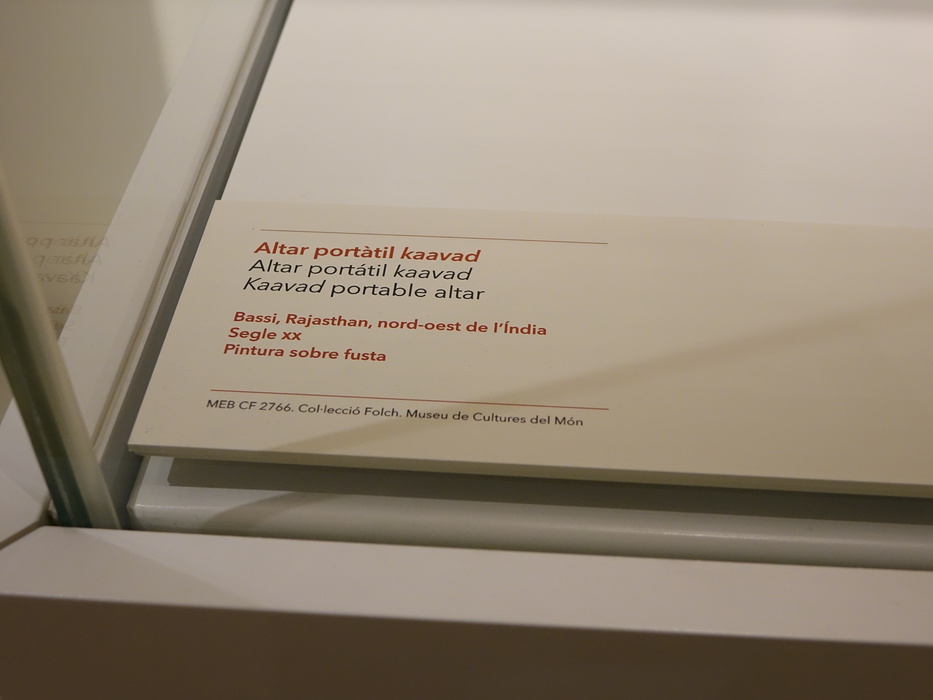 Altar portàtil kaavad
Altar portátil kaavad
Kaavad portable altar
Bassi, Rajasthan, nord-oest de l'Índia
Segle xx
Pintura sobre fusta
MEB CF 2766. Col·lecció Folch. Museu de Cultures del Món